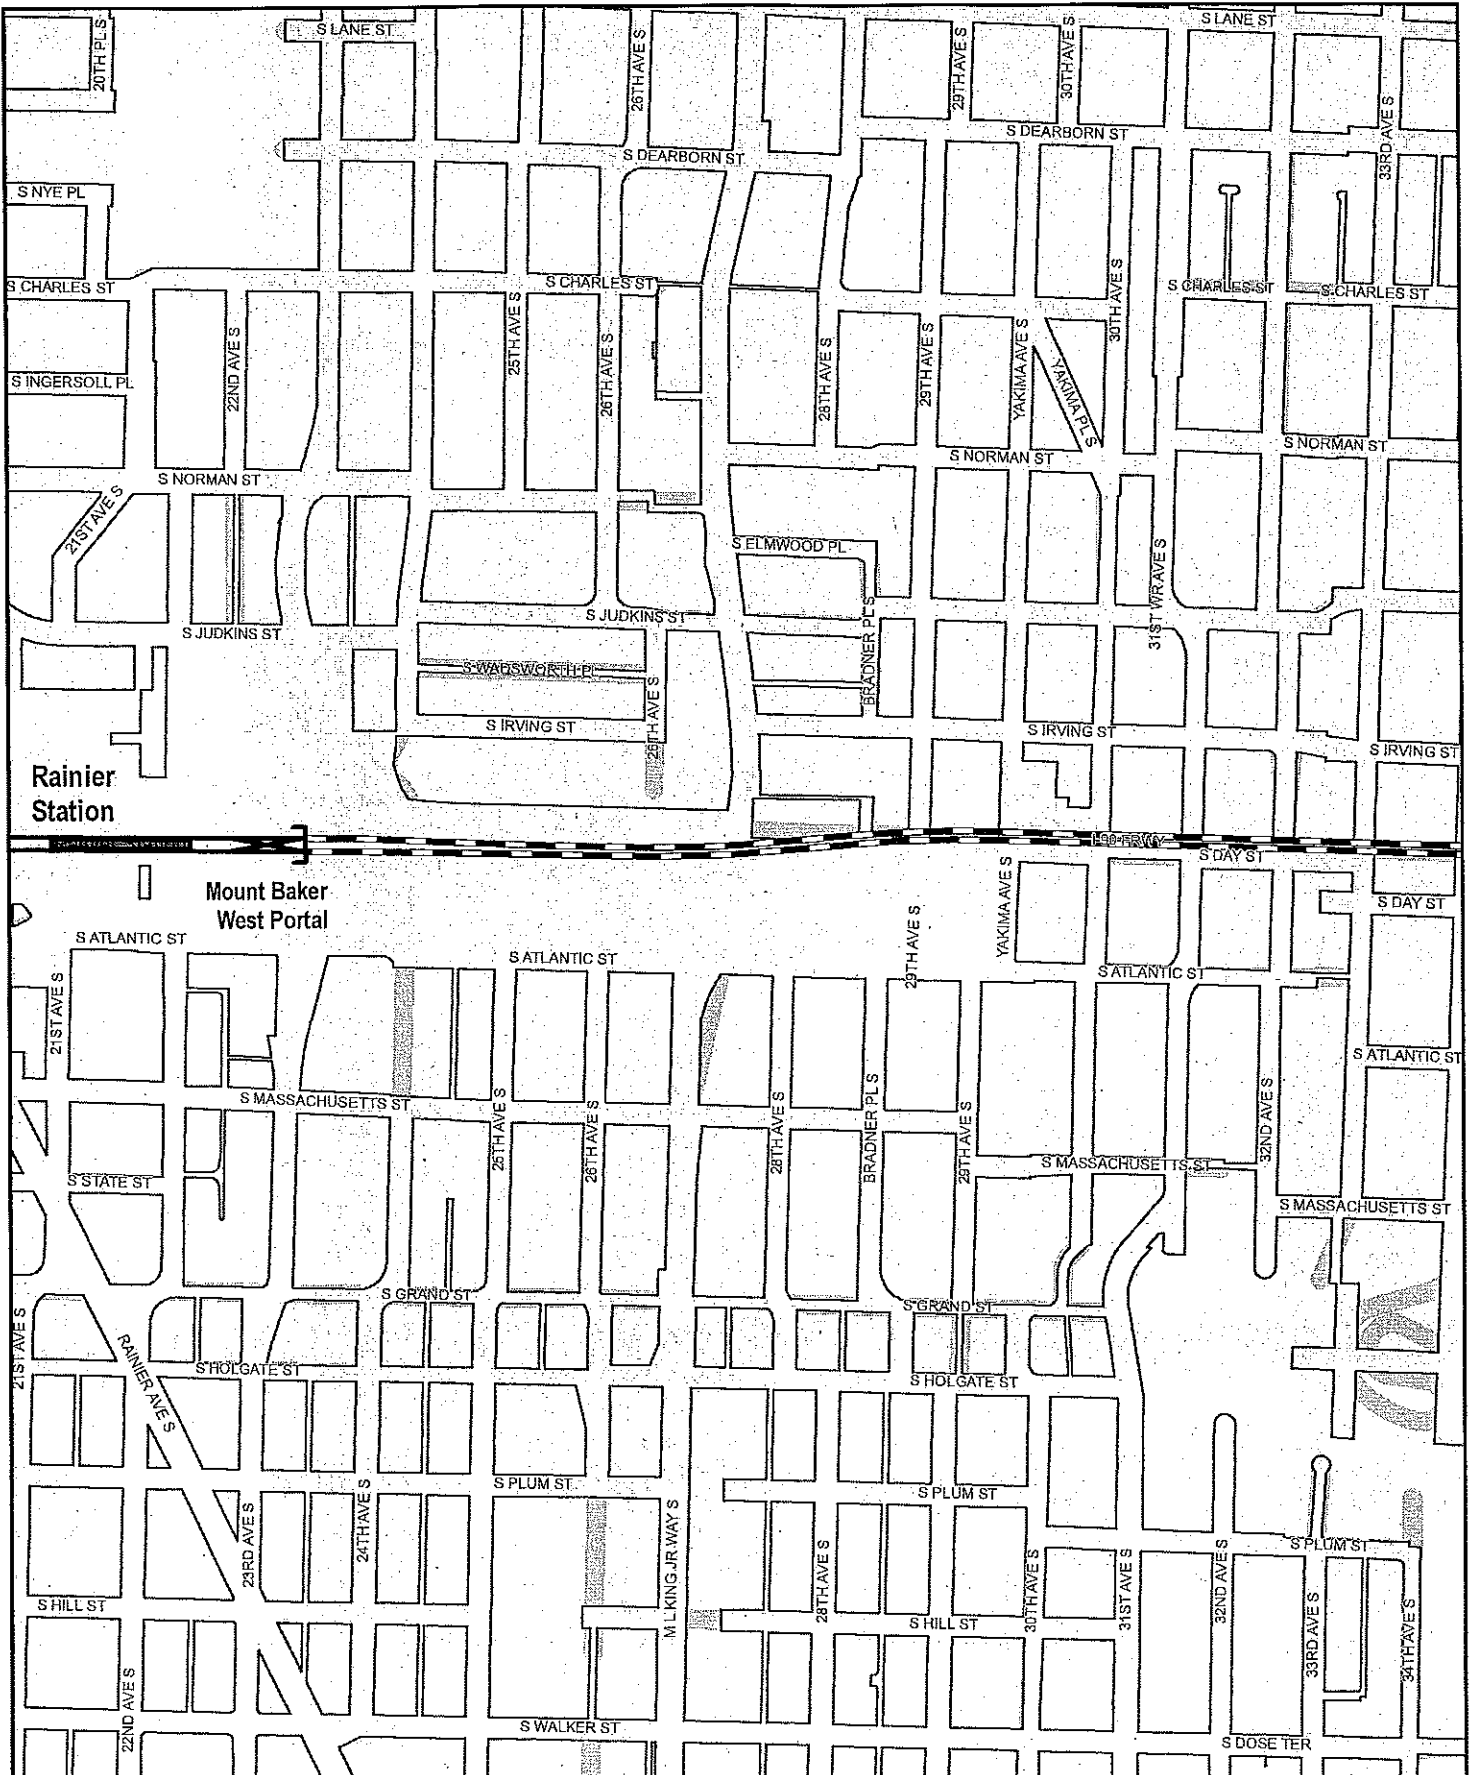 S LANE ST
S LANE ST
20TH PL S
26TH AVE S
29TH AVE S
30TH AVE S
33RD AVE S
S DEARBORN ST
S DEARBORN ST
S NYE PL
S CHARLES ST
S CHARLES ST
S CHARLES ST
S CHARLES ST
22ND AVE S
25TH AVE S
26TH AVE S
28TH AVE S
29TH AVE S
YAKIMA AVE S
YAKIMA PL S
30TH AVE S
S INGERSOLL PL
S NORMAN ST
S NORMAN ST
S NORMAN ST
21ST AVE S
S ELMWOOD PL
31ST WR AVE S
S JUDKINS ST
S JUDKINS ST
BRADNER PL S
S WADSWORTH PL
26TH AVE S
S IRVING ST
S IRVING ST
S IRVING ST
Rainier
Station
I-90 FRWY
S DAY ST
S DAY ST
Mount Baker
West Portal
YAKIMA AVE S
29TH AVE S
S ATLANTIC ST
S ATLANTIC ST
S ATLANTIC ST
S ATLANTIC ST
21ST AVE S
S MASSACHUSETTS ST
25TH AVE S
26TH AVE S
28TH AVE S
BRADNER PL S
29TH AVE S
32ND AVE S
S MASSACHUSETTS ST
S MASSACHUSETTS ST
S STATE ST
S GRAND ST
S GRAND ST
21ST AVE S
RAINIER AVE S
S HOLGATE ST
S HOLGATE ST
S PLUM ST
S PLUM ST
S PLUM ST
23RD AVE S
24TH AVE S
M L KING JR WAY S
28TH AVE S
30TH AVE S
31ST AVE S
32ND AVE S
33RD AVE S
34TH AVE S
S HILL ST
S HILL ST
22ND AVE S
S WALKER ST
S DOSE TER